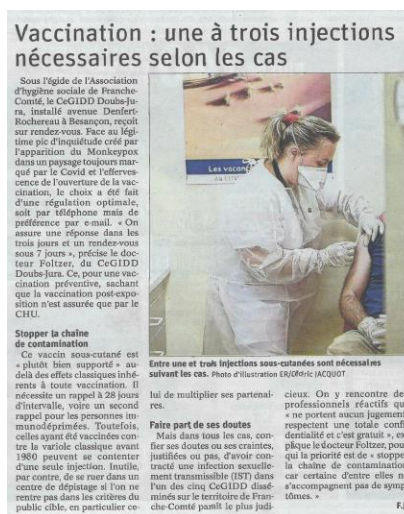 Vaccination : une à trois injections
nécessaires selon les cas
Sous l'égide de l'Association
d'hygiène sociale de Franche-
Comté, le CeGIDD Doubs-Ju-
ra, installé avenue Denfert-
Rochereau à Besançon, reçoit
sur rendez-vous. Face au légi-
time pic d'inquiétude créé par
l'apparition du Monkeypox
dans un paysage toujours mar-
qué par le Covid et l'efferves-
cence de l'ouverture de la vac-
cination, le choix a été fait
d'une régulation optimale,
soit par téléphone mais de
préférence par e-mail. « On
assure une réponse dans les
trois jours et un rendez-vous
sous 7 jours », précise le doc-
teur Foltzer, du CeGIDD
Doubs-Jura. Ce, pour une vac-
cination préventive, sachant
que la vaccination post-expo-
sition n'est assurée que par le
CHU.
Stopper la chaîne
de contamination
Ce vaccin sous-cutané est
« plutôt bien supporté » au-
delà des effets classiques inhé-
rents à toute vaccination. Il
nécessite un rappel à 28 jours
d'intervalle, voire un second
rappel pour les personnes im-
munodéprimées. Toutefois,
celles ayant été vaccinées con-
tre la variole classique avant
1980 peuvent se contenter
d'une seule injection. Inutile,
par contre, de se ruer dans un
centre de dépistage si l'on ne
rentre pas dans les critères du
public cible, en particulier ce-
Les vacan
Entre une et trois injections sous-cutanées sont nécessaires
suivant les cas. Photo d'illustration ER/Ludovic JACQUOT
lui de multiplier ses partenai-
res.
Faire part de ses doutes
Mais dans tous les cas, con-
fier ses doutes ou ses craintes,
justifiées ou pas, d'avoir con-
tracté une infection sexuelle-
ment transmissible (IST) dans
l'un des cinq CeGIDD dissé-
minés sur le territoire de Fran-
che-Comté paraît le plus judi-
cieux. On y rencontre de
professionnels réactifs qu
« ne portent aucun jugement
respectent une totale confi
dentialité et c'est gratuit », ex
plique le docteur Foltzer, pou
qui la priorité est de « stoppe
la chaîne de contamination
car certaine d'entre elles n
s'accompagnent pas de symp
tômes. »
F.J